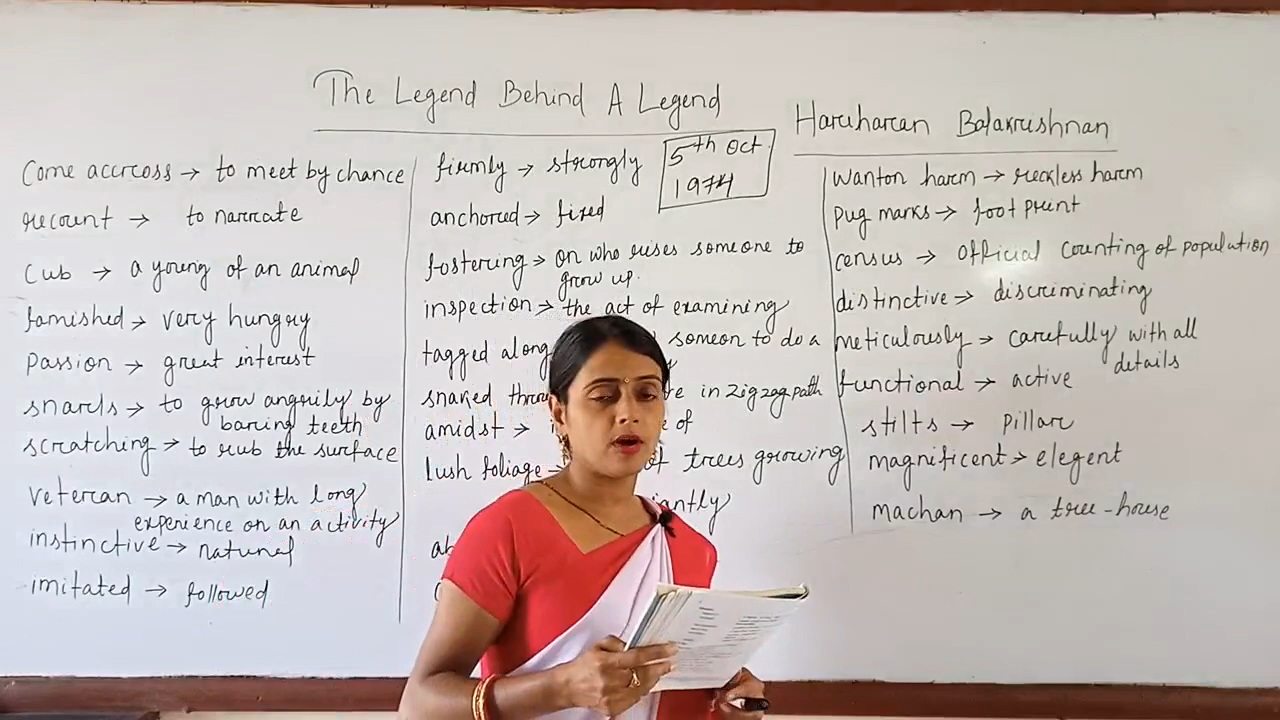 The Legend Behind A Legend
Hariharan Balakrushnan
Come accross → to meet by chance
recount → to narrate
Cub → a young of an animal
famished → very hungry
Passion → great interest
snarls → to grow angrily by
baring teeth
scratching → to rub the surface
veteran → a man with long
experience on an activity
instinctive → natural
imitated → followed
firmly → strongly
5th Oct
1974
anchored → fixed
fostering → on who rises someone to
grow up.
inspection → the act of examining
tagged along someon to do a
snaked in zigzag path
amidst → of
lush foliage → of trees growing
wanton harm → reckless harm
pug marks → foot prent
census → official counting of population
distinctive → discriminating
meticulously → carefully with all
details
functional → active
stilts → pillar
magnificent → elegent
machan → a tree-house